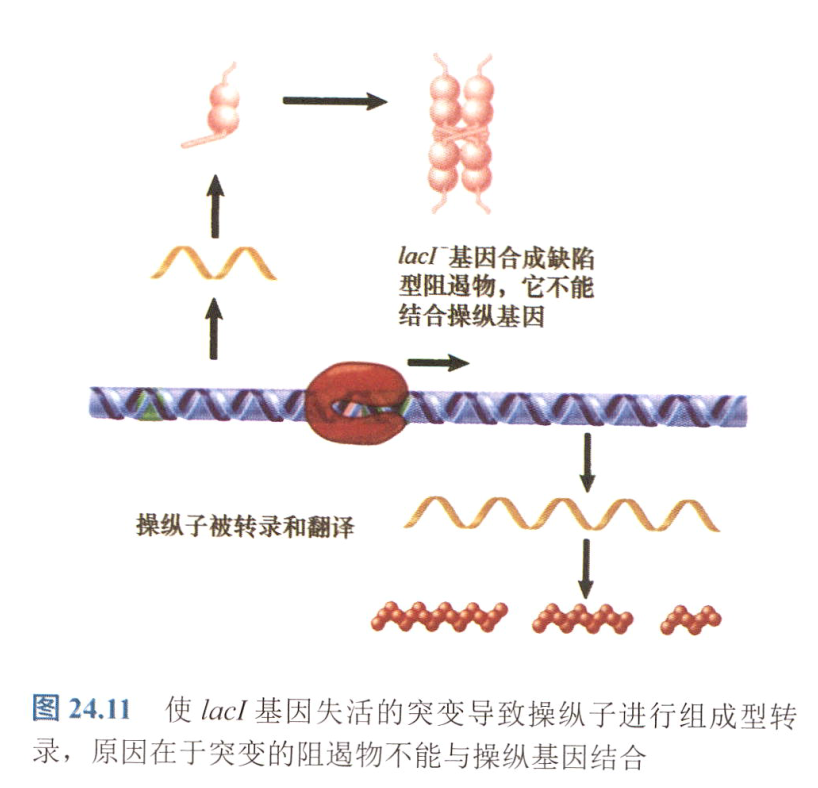 lacI⁻基因合成缺陷
型阻遏物，它不能
结合操纵基因
操纵子被转录和翻译
图 24.11 使 lacI 基因失活的突变导致操纵子进行组成型转
录，原因在于突变的阻遏物不能与操纵基因结合